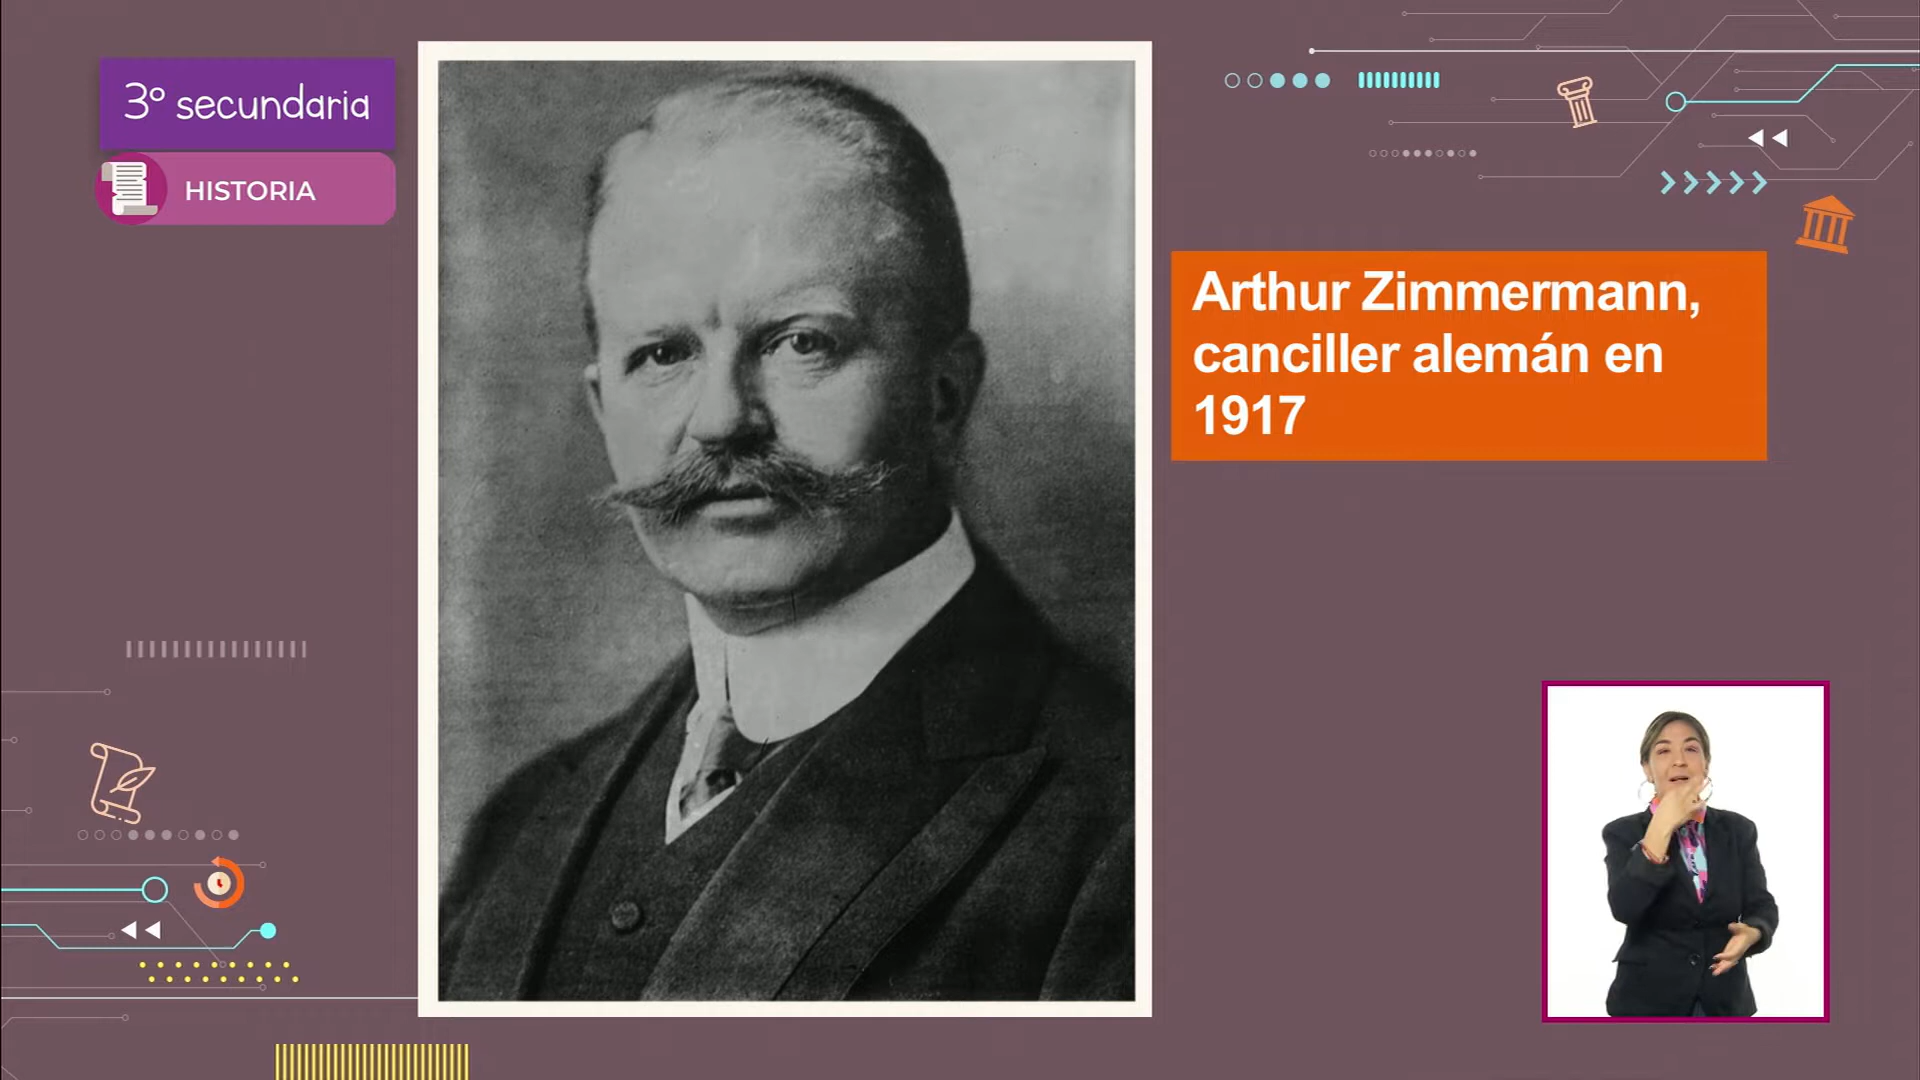 3° secundaria
HISTORIA
Arthur Zimmermann,
canciller alemán en
1917